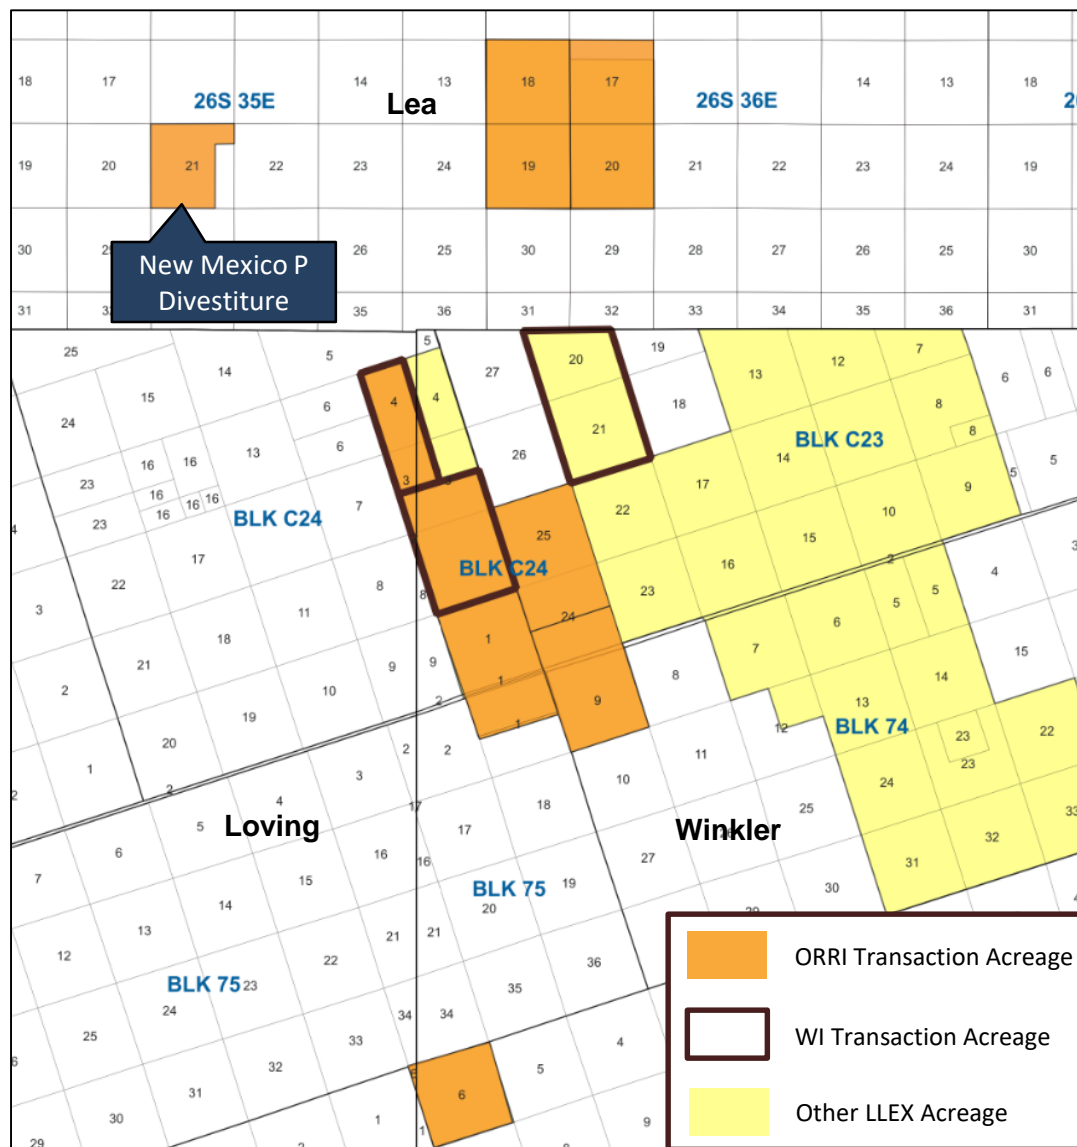 18 17 14 13 18 17 14 13 18
26S 35E Lea 26S 36E
19 20 21 22 23 24 19 20 21 22 23 24 19
30 26 25 30 29 28 27 26 25 30
New Mexico P
Divestiture
31 35 36 31 32 33 34 35 36 31
25 14 5 5 27 20 19 13 12 7
24 15 6 4 4 21 18 8 6 6
16 16 13 6 3 26 14 BLK C23 8 5
23 16 16 16 16 7 17 9 5
23 BLK C24 25 22 10
17 8 BLK C24 16 15 2
3 22 11 8 24 23 5 5 4 3
21 18 9 9 1 8 7 6
2 10 2 1 9 13 14 15
19 1 12 BLK 74 23 22
20 2 2 11 24 23
1 2 3 18 10 25 33
2 4 17 17 32
5 Loving Winkler
6 16 16 27 31
7 15 19 30
14 BLK 75
20
13 21 21
12 22 36
BLK 75 23 35
24 34 34
25 33 4
32 5
31 6
30 1 1 9
29
ORRI Transaction Acreage
WI Transaction Acreage
Other LLEX Acreage